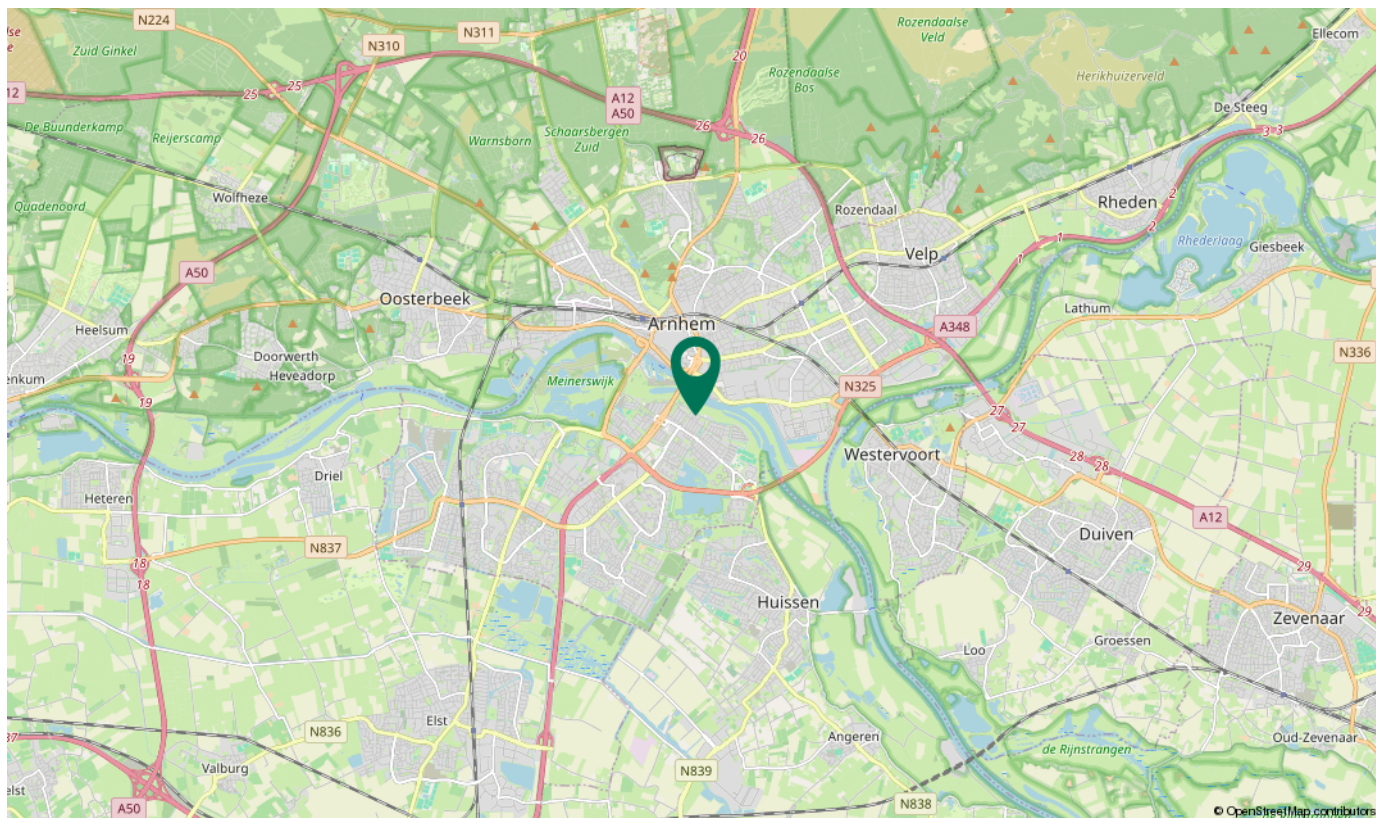 N224
N311
N310
Zuid Ginkel
Rozendaalse
Veld
Ellecom
20
Rozendaalse
Bos
Herikhuizerveld
25
25
12
A12
A50
De Steeg
De Buunderkamp
Reijerscamp
Warnsborn
Schaarsbergen
Zuid
26
26
3
3
Wolfheze
Quadenoord
Rozendaal
Rheden
2
2
1
1
Rhederlaag
Giesbeek
Velp
A50
Oosterbeek
Lathum
Heelsum
Arnhem
A348
19
19
Doorwerth
Heveadorp
Meinerswijk
N325
N336
27
27
Westervoort
28
28
Driel
Heteren
A12
Duiven
N837
18
18
29
29
Huissen
Zevenaar
Groessen
Loo
Elst
N836
Angeren
de Rijnstrangen
Oud-Zevenaar
Valburg
N839
A50
N838
© OpenStreetMap contributors